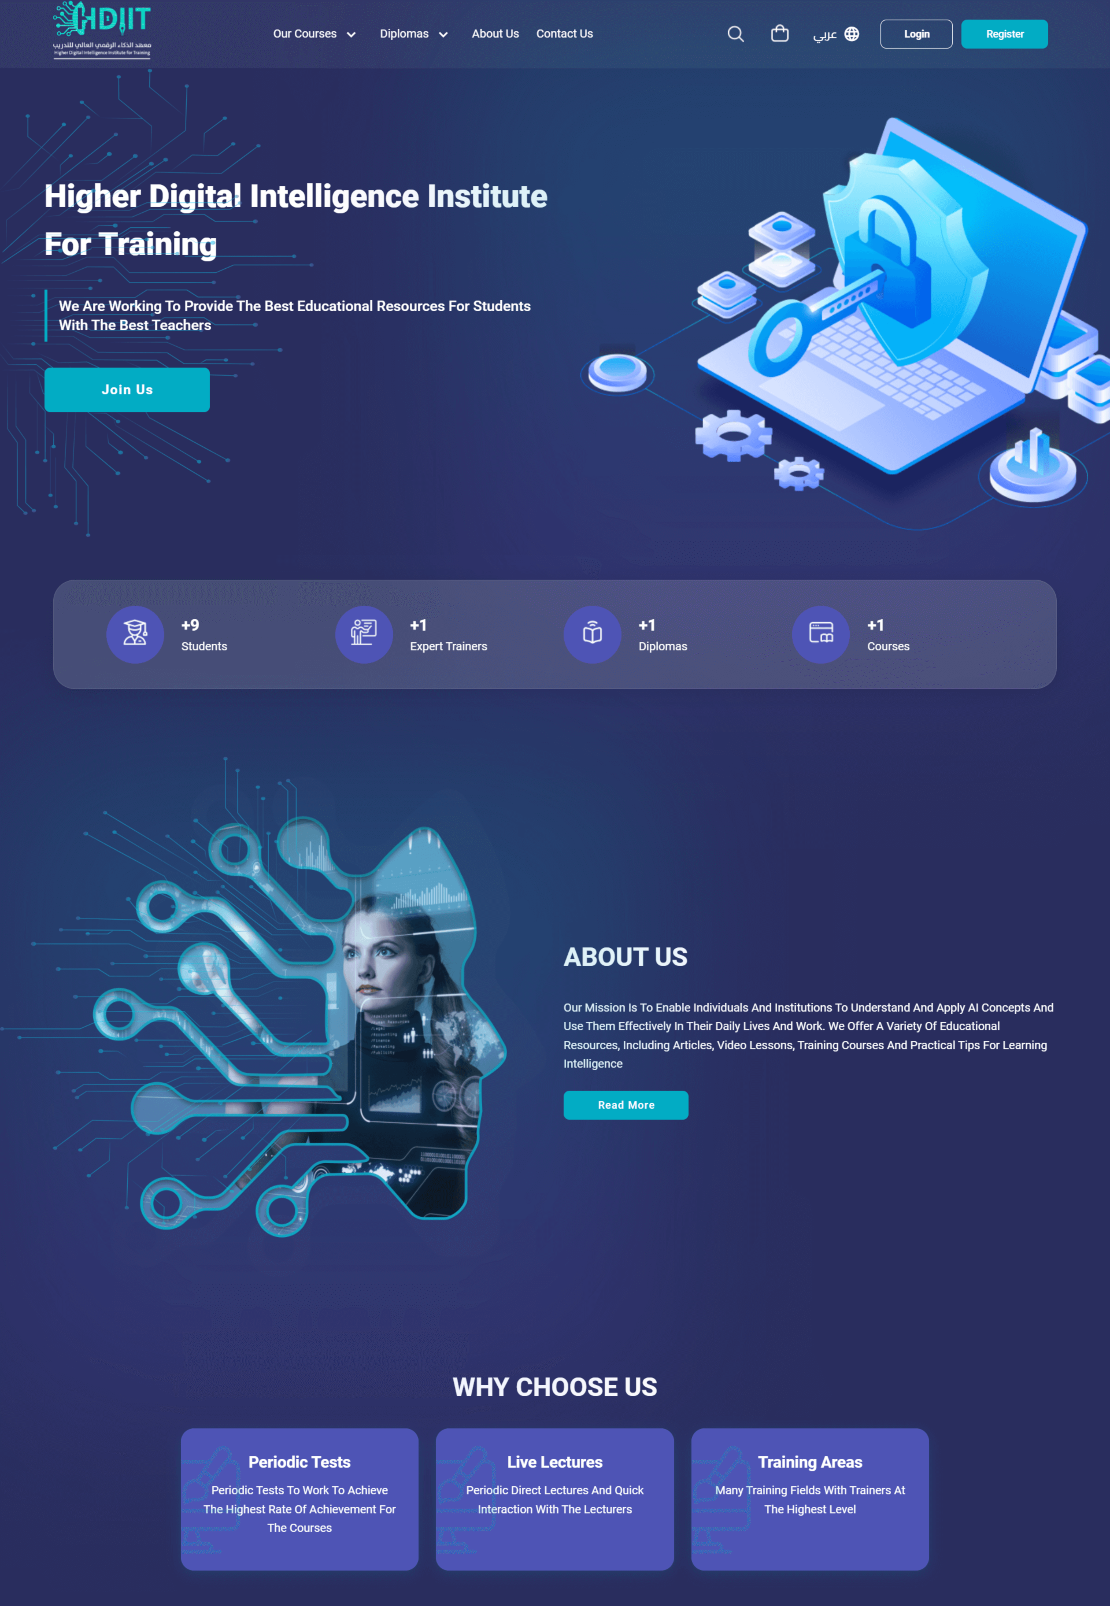 HDIIT
معهد الذكاء الرقمي العالي للتدريب
Higher Digital Intelligence Institute for Training
Our Courses
Diplomas
About Us
Contact Us
عربي
Login
Register
Higher Digital Intelligence Institute
For Training
We Are Working To Provide The Best Educational Resources For Students
With The Best Teachers
Join Us
+9
Students
+1
Expert Trainers
+1
Diplomas
+1
Courses
ABOUT US
Our Mission Is To Enable Individuals And Institutions To Understand And Apply AI Concepts And
Use Them Effectively In Their Daily Lives And Work. We Offer A Variety Of Educational
Resources, Including Articles, Video Lessons, Training Courses And Practical Tips For Learning
Intelligence
Read More
WHY CHOOSE US
Periodic Tests
Periodic Tests To Work To Achieve
The Highest Rate Of Achievement For
The Courses
Live Lectures
Periodic Direct Lectures And Quick
Interaction With The Lecturers
Training Areas
Many Training Fields With Trainers At
The Highest Level